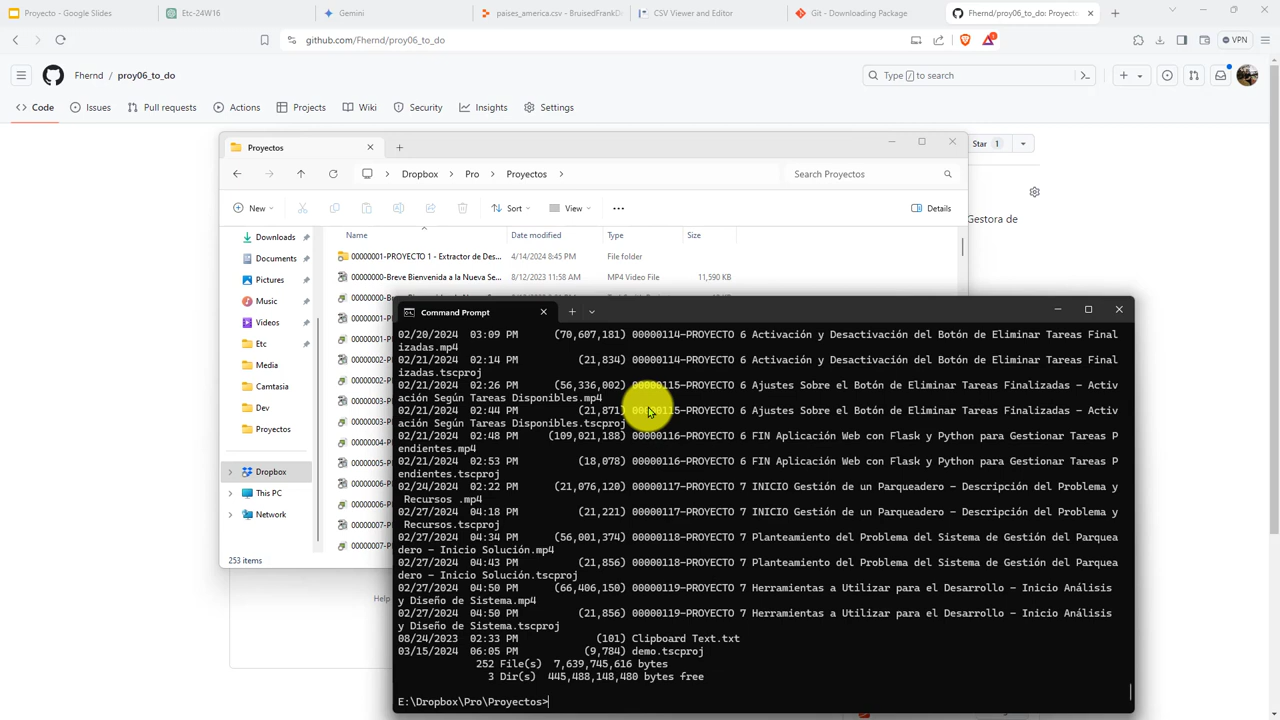 Proyecto - Google Slides
Etc-24W16
Gemini
paises_america.csv - BruisedFrankD
CSV Viewer and Editor
Git - Downloading Package
Fhernd/proy06_to_do: Proyect
github.com/Fhernd/proy06_to_do
VPN
Fhernd / proy06_to_do
Type / to search
Code
Issues
Pull requests
Actions
Projects
Wiki
Security
Insights
Settings
Proyectos
Star 1
Dropbox Pro Proyectos
Search Proyectos
Gestora de
New
Sort
View
Details
Name
Date modified
Type
Size
Downloads
Documents
Pictures
Music
Videos
Etc
Media
Camtasia
Dev
Proyectos
Dropbox
This PC
Network
00000001-PROYECTO 1 - Extractor de Des...
4/14/2024 8:45 PM
File folder
00000000-Breve Bienvenida a la Nueva Se...
8/12/2023 11:58 AM
MP4 Video File
11,590 KB
253 items
Help
Command Prompt
02/20/2024 03:09 PM (70,607,181) 00000114-PROYECTO 6 Activación y Desactivación del Botón de Eliminar Tareas Final
izadas.mp4
02/21/2024 02:14 PM (21,834) 00000114-PROYECTO 6 Activación y Desactivación del Botón de Eliminar Tareas Final
izadas.tscproj
02/21/2024 02:26 PM (56,336,002) 00000115-PROYECTO 6 Ajustes Sobre el Botón de Eliminar Tareas Finalizadas - Activ
ación Según Tareas Disponibles.mp4
02/21/2024 02:44 PM (21,871) 00000115-PROYECTO 6 Ajustes Sobre el Botón de Eliminar Tareas Finalizadas - Activ
ación Según Tareas Disponibles.tscproj
02/21/2024 02:48 PM (109,021,188) 00000116-PROYECTO 6 FIN Aplicación Web con Flask y Python para Gestionar Tareas P
endientes.mp4
02/21/2024 02:53 PM (18,078) 00000116-PROYECTO 6 FIN Aplicación Web con Flask y Python para Gestionar Tareas P
endientes.tscproj
02/24/2024 02:22 PM (21,076,120) 00000117-PROYECTO 7 INICIO Gestión de un Parqueadero - Descripción del Problema y
Recursos .mp4
02/27/2024 04:18 PM (21,221) 00000117-PROYECTO 7 INICIO Gestión de un Parqueadero - Descripción del Problema y
Recursos.tscproj
02/27/2024 04:34 PM (56,001,374) 00000118-PROYECTO 7 Planteamiento del Problema del Sistema de Gestión del Parquea
dero - Inicio Solución.mp4
02/27/2024 04:43 PM (21,856) 00000118-PROYECTO 7 Planteamiento del Problema del Sistema de Gestión del Parquea
dero - Inicio Solución.tscproj
02/27/2024 04:50 PM (66,406,150) 00000119-PROYECTO 7 Herramientas a Utilizar para el Desarrollo - Inicio Análisis
y Diseño de Sistema.mp4
02/27/2024 04:50 PM (21,856) 00000119-PROYECTO 7 Herramientas a Utilizar para el Desarrollo - Inicio Análisis
y Diseño de Sistema.tscproj
08/24/2023 02:33 PM (101) Clipboard Text.txt
03/15/2024 06:05 PM (9,784) demo.tscproj
252 File(s) 7,639,745,616 bytes
3 Dir(s) 445,488,148,480 bytes free
E:\Dropbox\Pro\Proyectos>